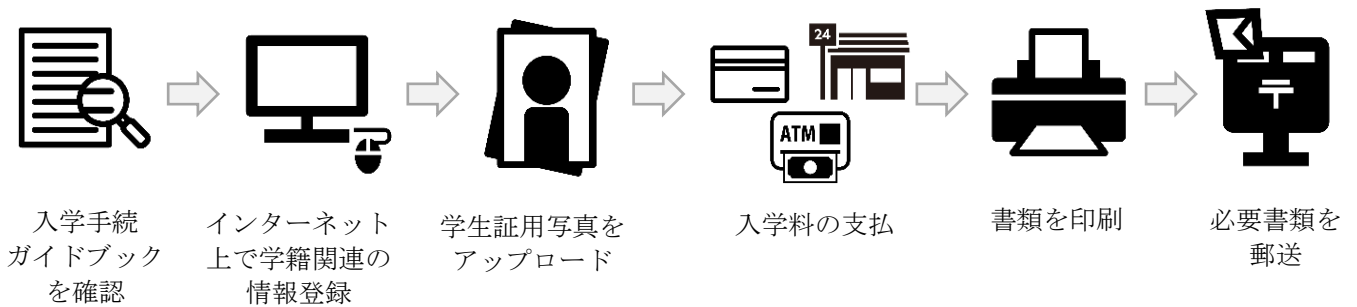 24
ATM
入学手続
ガイドブック
を確認
インターネット
上で学籍関連の
情報登録
学生証用写真を
アップロード
入学料の支払
書類を印刷
必要書類を
郵送